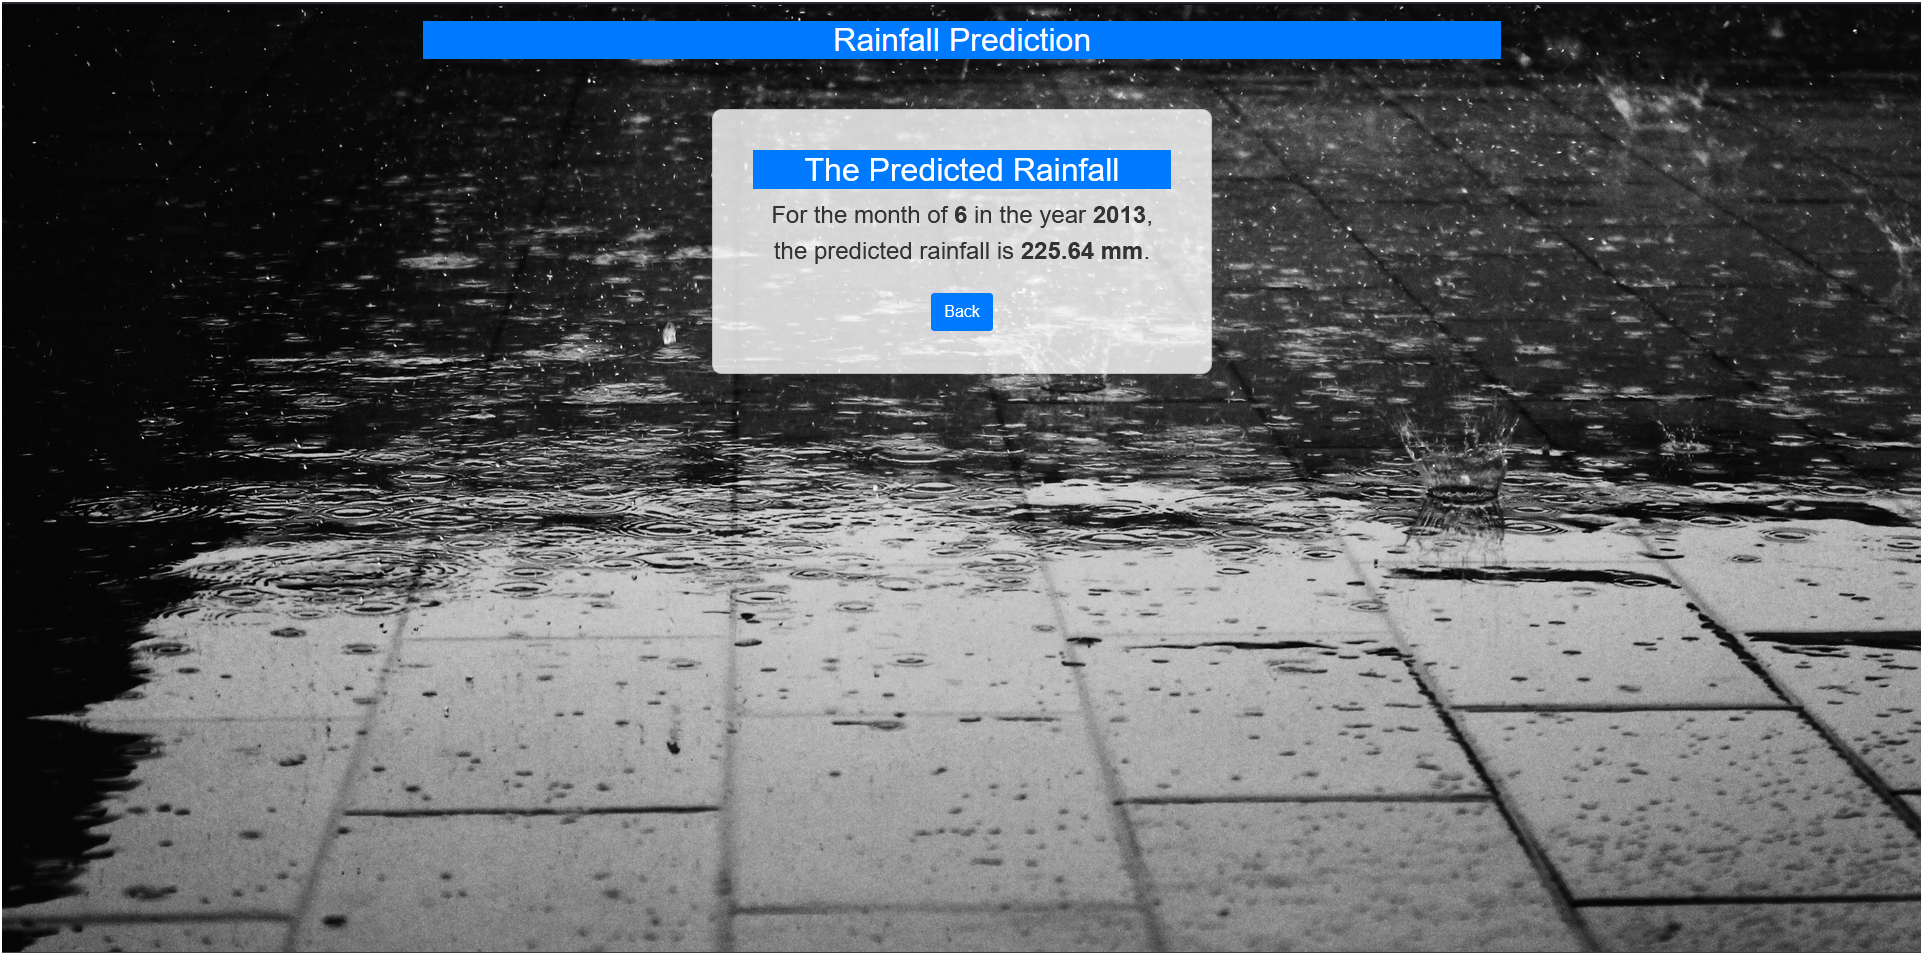 Rainfall Prediction
The Predicted Rainfall
For the month of 6 in the year 2013,
the predicted rainfall is 225.64 mm.
Back